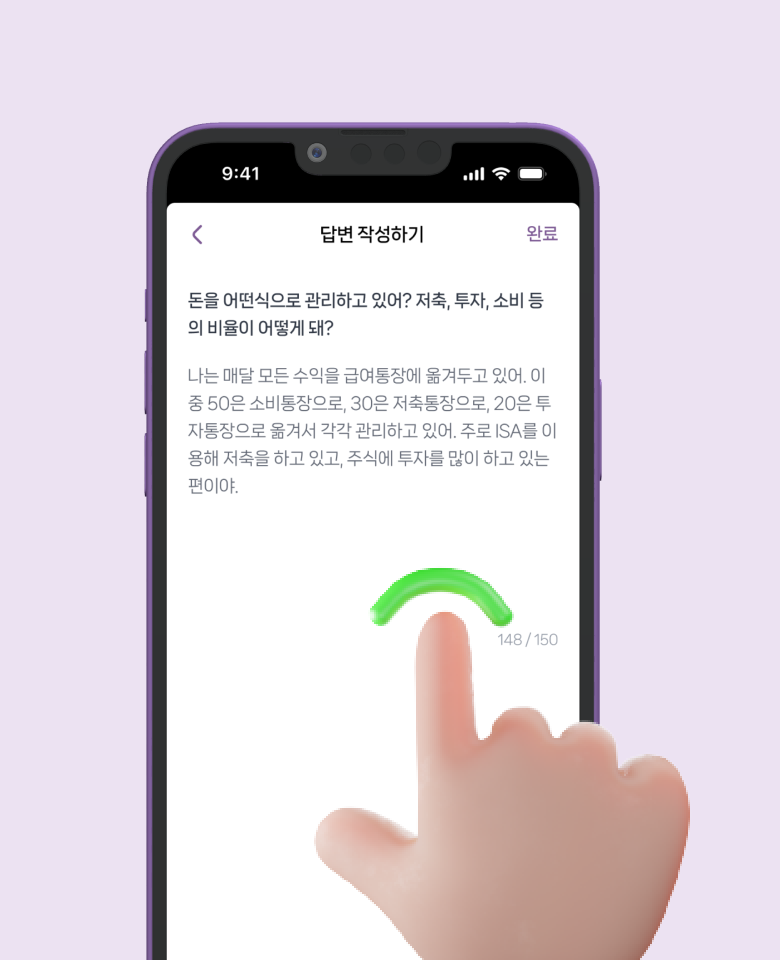 9:41
답변 작성하기
완료
돈을 어떤식으로 관리하고 있어? 저축, 투자, 소비 등
의 비율이 어떻게 돼?
나는 매달 모든 수익을 급여통장에 옮겨두고 있어. 이
중 50은 소비통장으로, 30은 저축통장으로, 20은 투
자통장으로 옮겨서 각각 관리하고 있어. 주로 ISA를 이
용해 저축을 하고 있고, 주식에 투자를 많이 하고 있는
편이야.
148 / 150